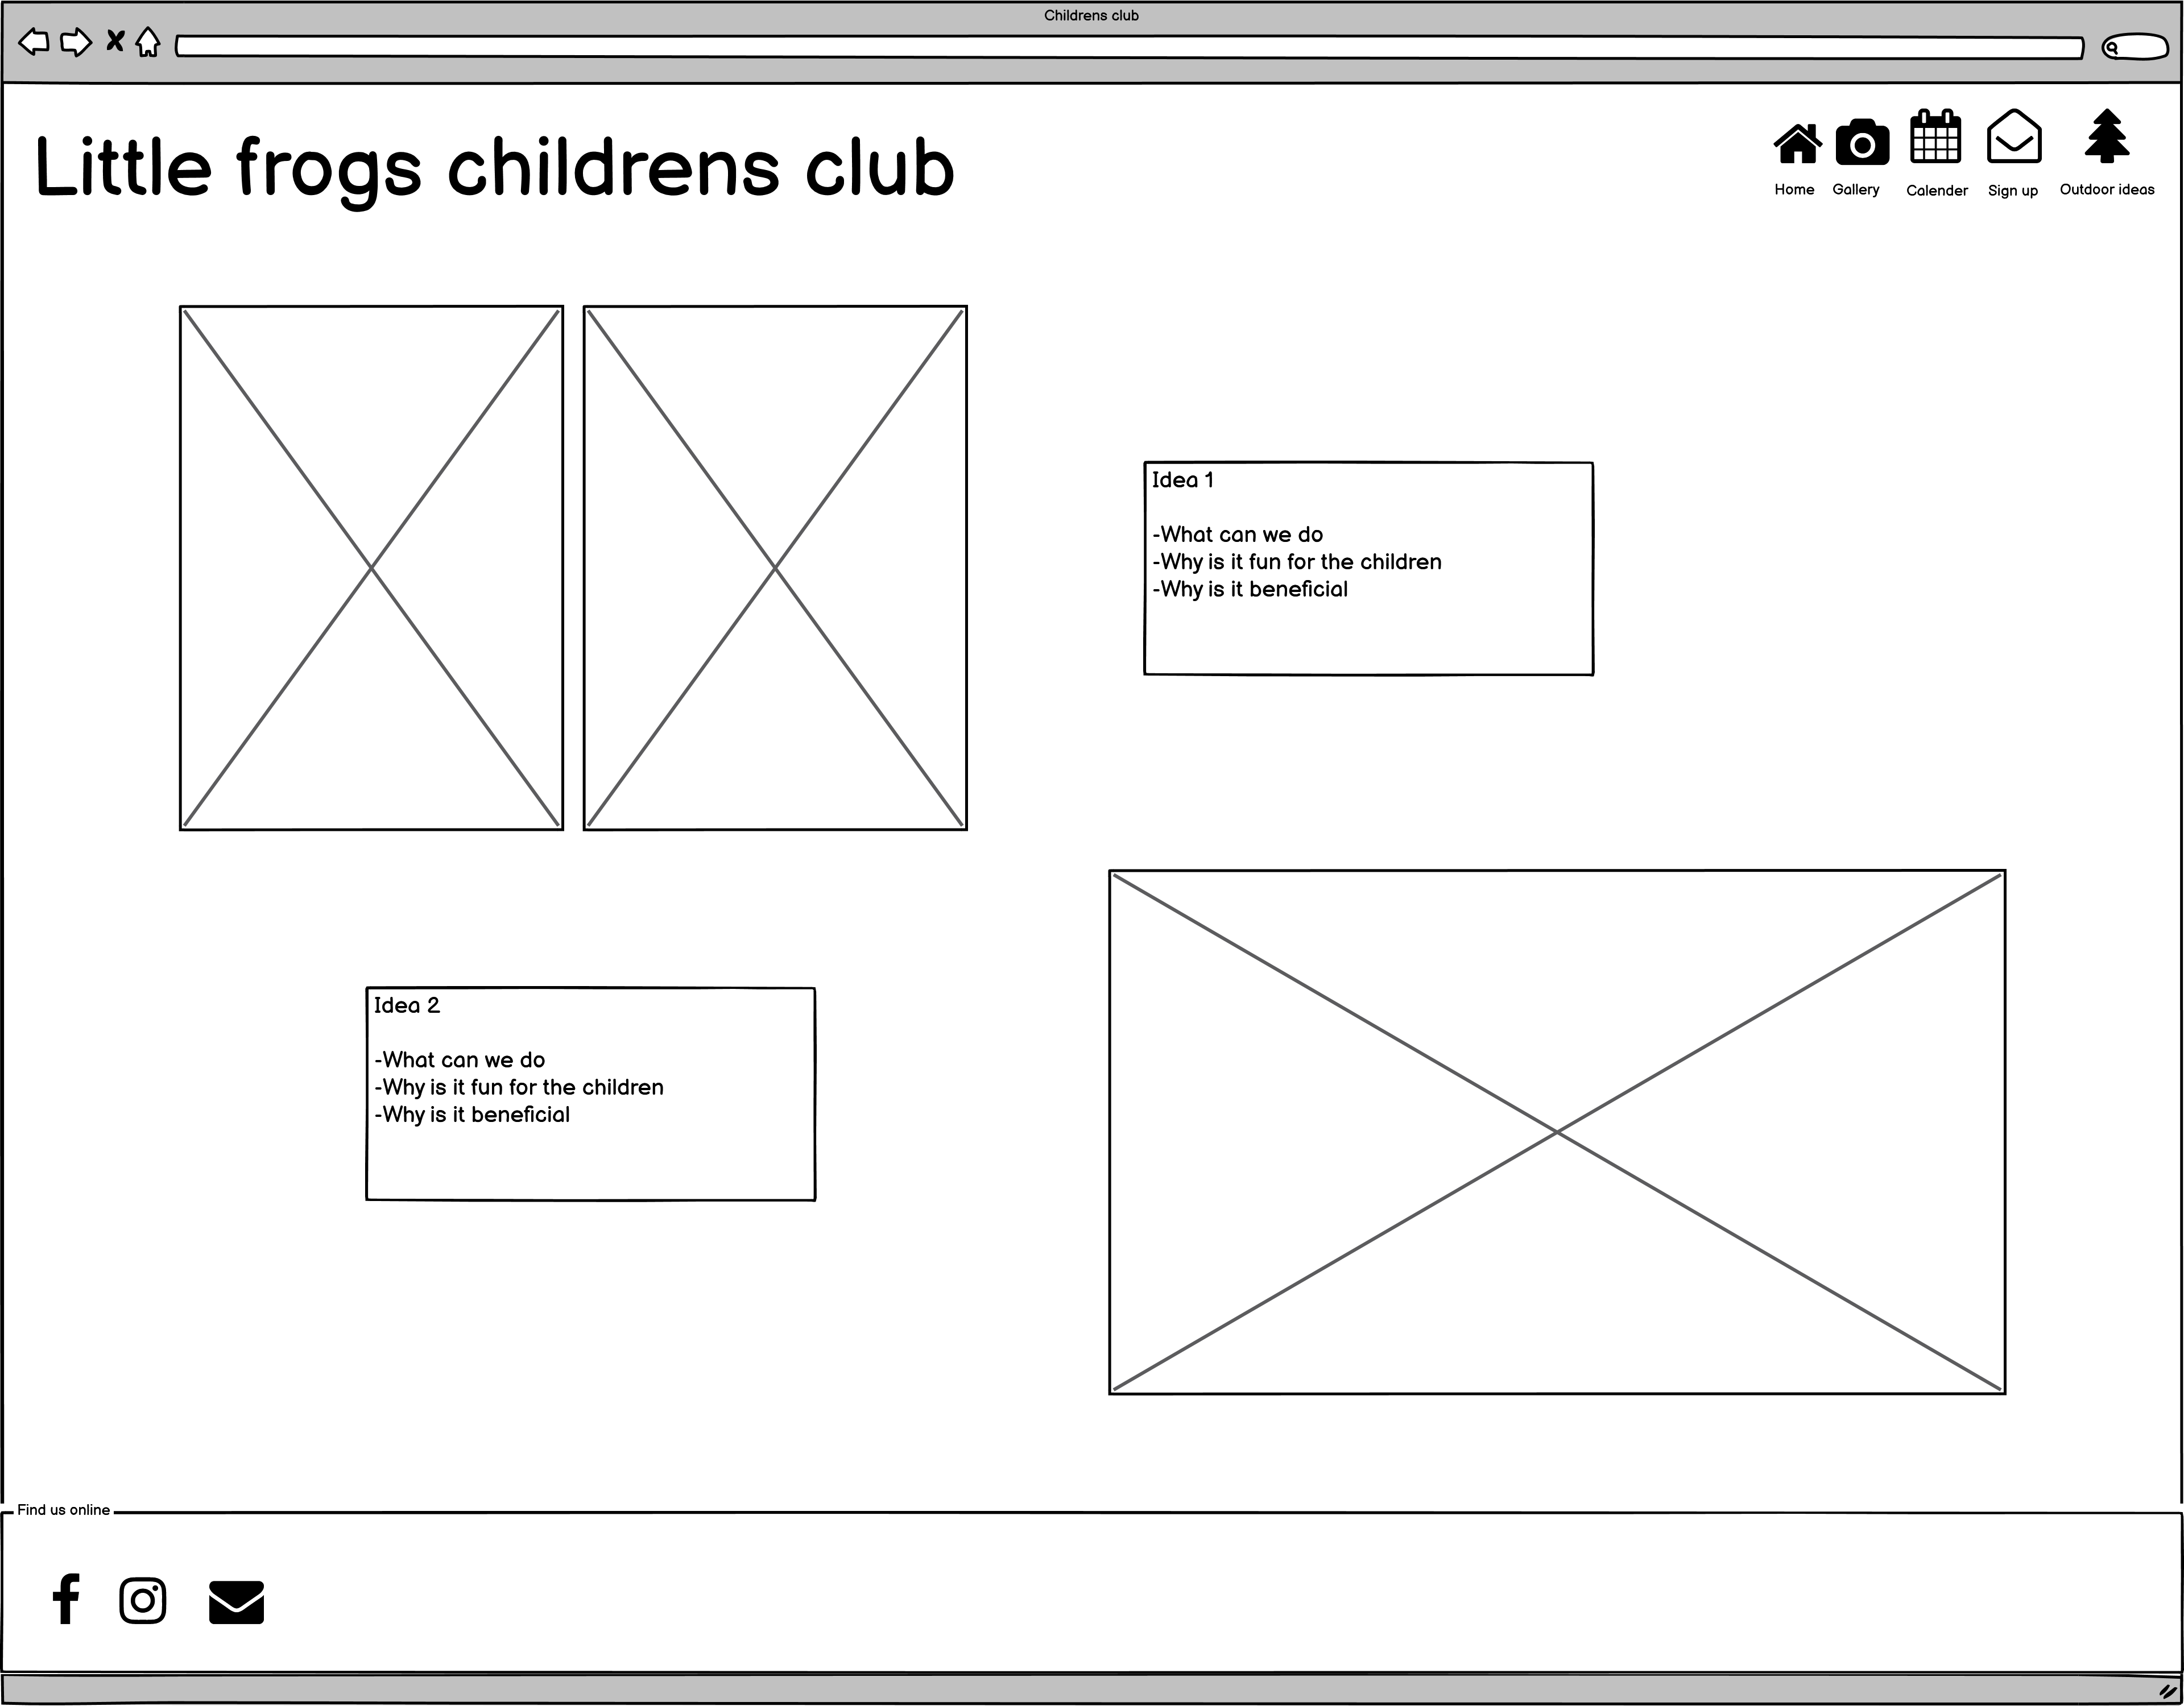 Childrens club
Little frogs childrens club
Home
Gallery
Calender
Sign up
Outdoor ideas
Idea 1
-What can we do
-Why is it fun for the children
-Why is it beneficial
Idea 2
-What can we do
-Why is it fun for the children
-Why is it beneficial
Find us online